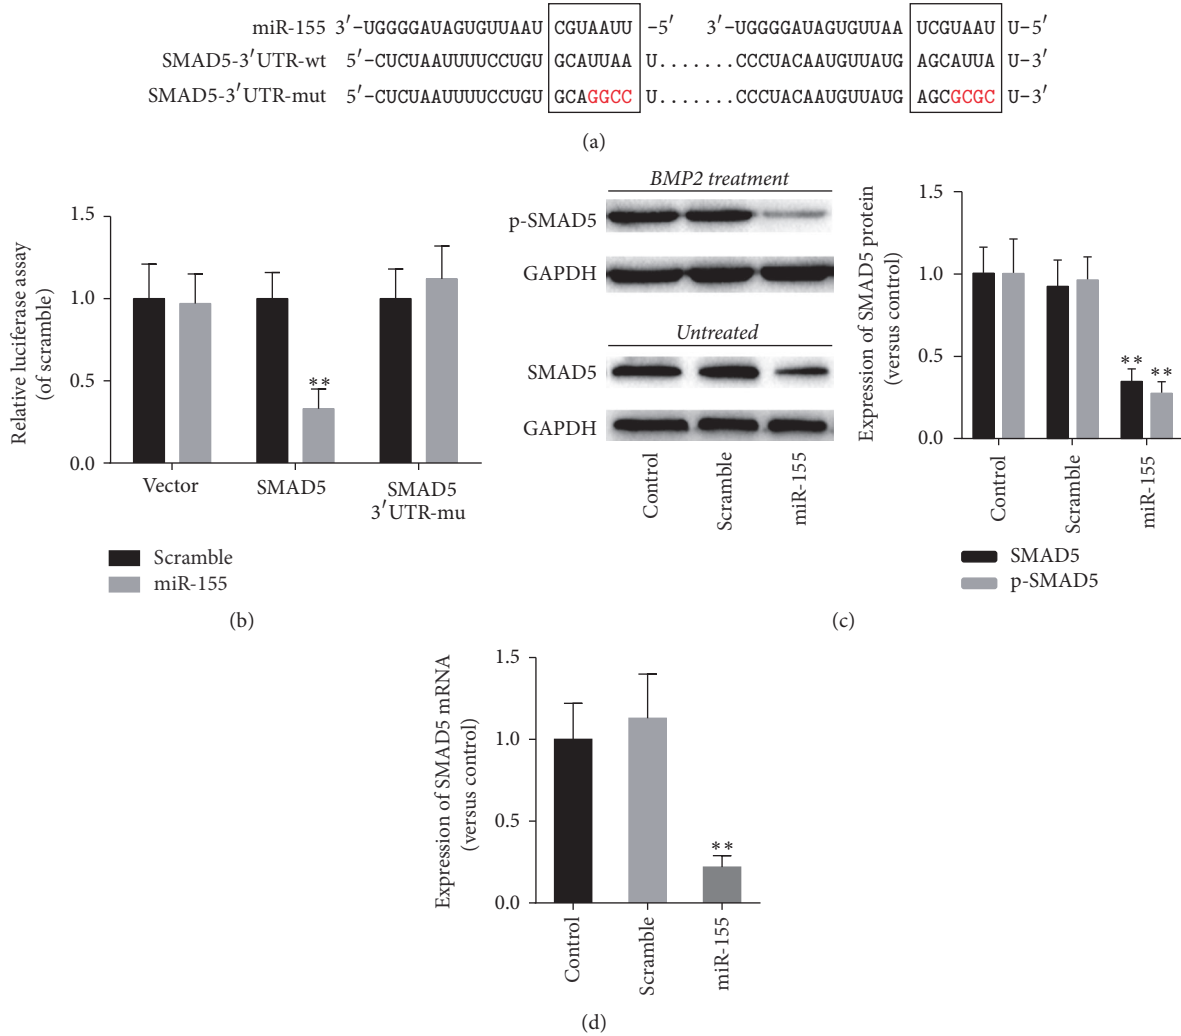 miR-155 3′-UGGGGAUAGUGUUAAU CGUAAUU -5′ 3′-UGGGGAUAGUGUUAA UCGUAAU U-5′
SMAD5-3′UTR-wt 5′-CUCUAAUUUUCCUGU GCAUUAA U.......CCCUACAAUGUUAUG AGCAUUA U-3′
SMAD5-3′UTR-mut 5′-CUCUAAUUUUCCUGU GCAGGCC U.......CCCUACAAUGUUAUG AGCGCGC U-3′
(a)
Relative luciferase assay
(of scramble)
1.5
1.0
0.5
0.0
**
Vector
SMAD5
SMAD5
3′UTR-mu
Scramble
miR-155
(b)
BMP2 treatment
p-SMAD5
GAPDH
Untreated
SMAD5
GAPDH
Control
Scramble
miR-155
Expression of SMAD5 protein
(versus control)
1.5
1.0
0.5
0.0
**
**
Control
Scramble
miR-155
SMAD5
p-SMAD5
(c)
Expression of SMAD5 mRNA
(versus control)
1.5
1.0
0.5
0.0
**
Control
Scramble
miR-155
(d)